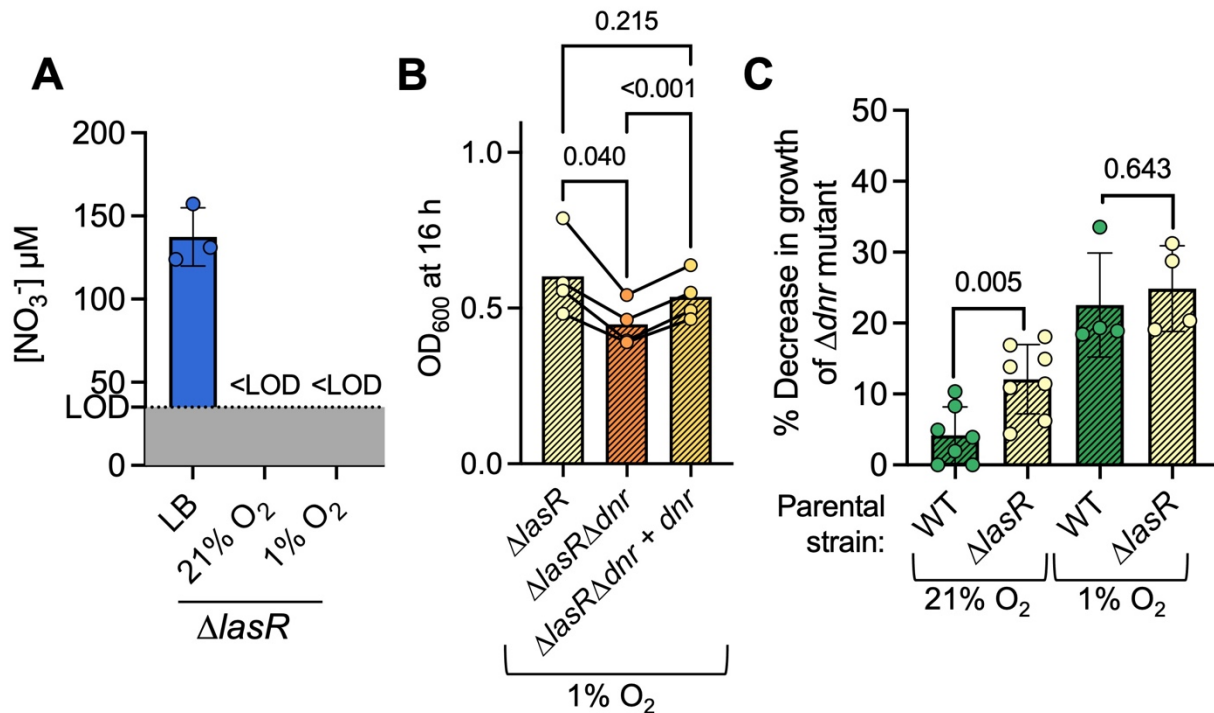 A
[NO3-] µM
200
150
100
50
LOD
0
<LOD <LOD
LB
21% O2
1% O2
ΔlasR
B
OD600 at 16 h
1.0
0.5
0.0
0.215
<0.001
0.040
ΔlasR
ΔlasRΔdnr
ΔlasRΔdnr + dnr
1% O2
C
% Decrease in growth
of Δdnr mutant
50
40
30
20
10
0
0.643
0.005
Parental
strain:
WT
ΔlasR
WT
ΔlasR
21% O2
1% O2